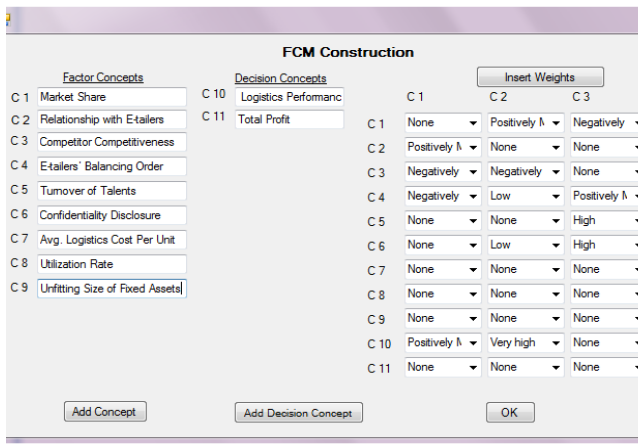 FCM Construction
Factor Concepts
Decision Concepts
Insert Weights
C 1 Market Share
C 2 Relationship with E-tailers
C 3 Competitor Competitiveness
C 4 E-tailers' Balancing Order
C 5 Turnover of Talents
C 6 Confidentiality Disclosure
C 7 Avg. Logistics Cost Per Unit
C 8 Utilization Rate
C 9 Unfitting Size of Fixed Assets
C 10 Logistics Performanc
C 11 Total Profit
C 1 C 2 C 3
C 1 None Positively M Negatively
C 2 Positively M None None
C 3 Negatively Negatively None
C 4 Negatively Low Positively M
C 5 None None High
C 6 None Low High
C 7 None None None
C 8 None None None
C 9 None None None
C 10 Positively M Very high None
C 11 None None None
Add Concept
Add Decision Concept
OK